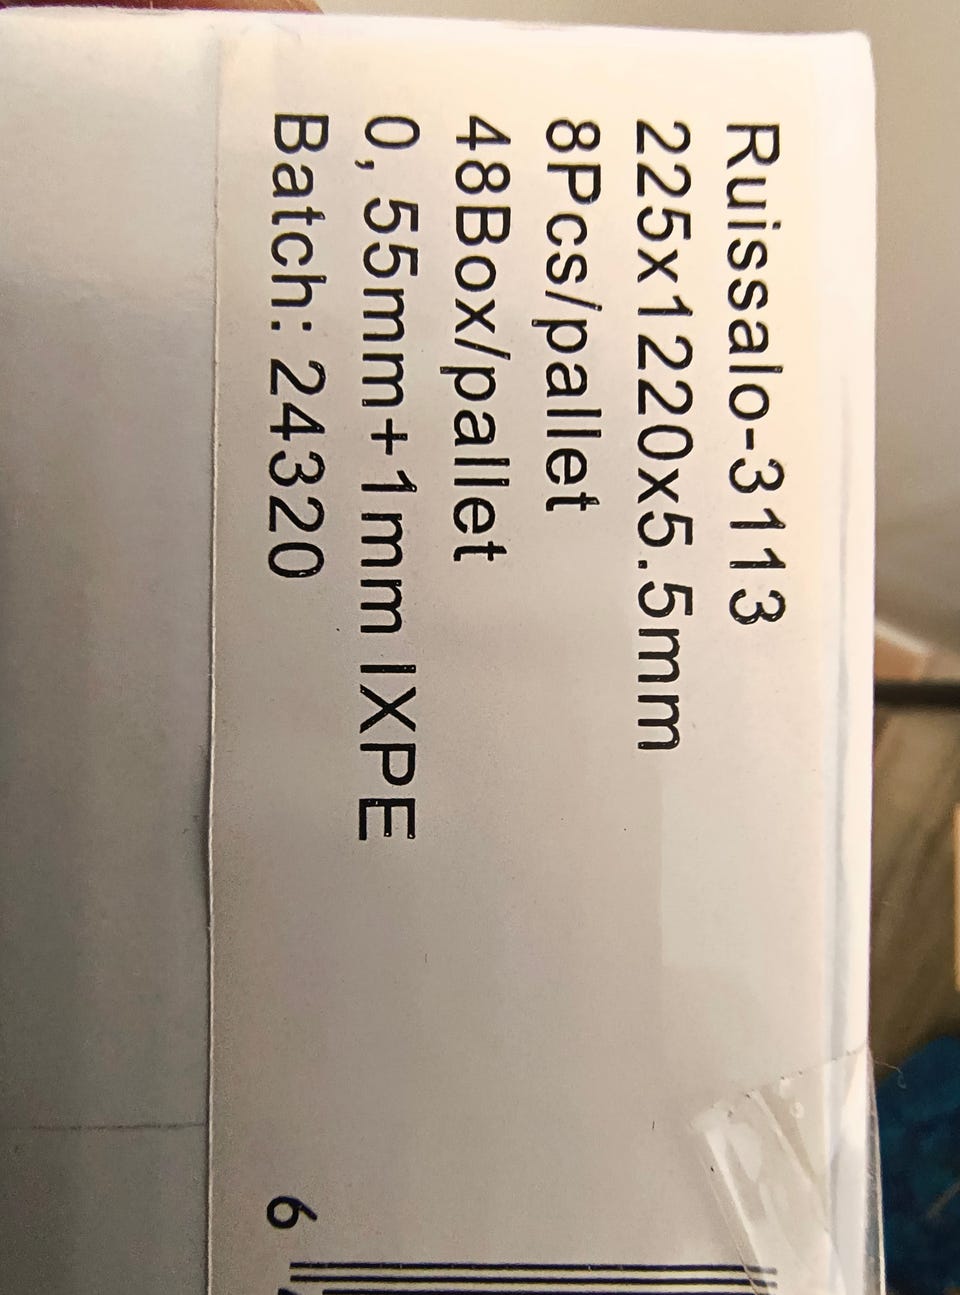 Ruissalo-3113
225x1220x5.5mm
8Pcs/pallet
48Box/pallet
0,55mm+1mm IXPE
Batch: 24320
6